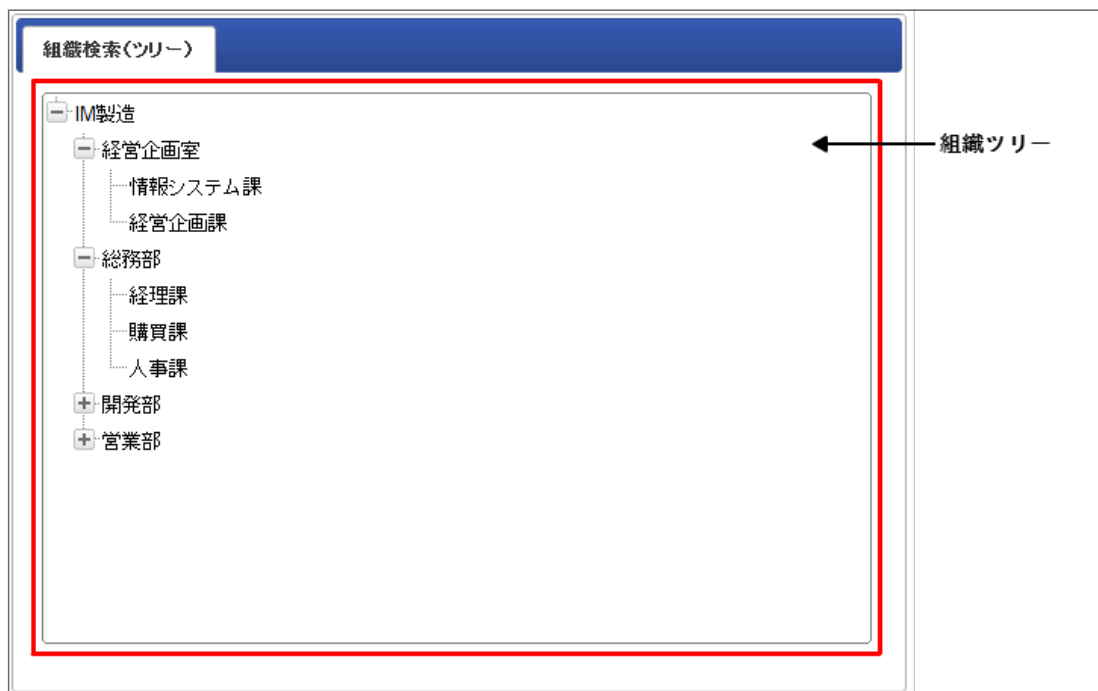 組織検索(ツリー)
IM製造
組織ツリー
経営企画室
情報システム課
経営企画課
総務部
経理課
購買課
人事課
開発部
営業部